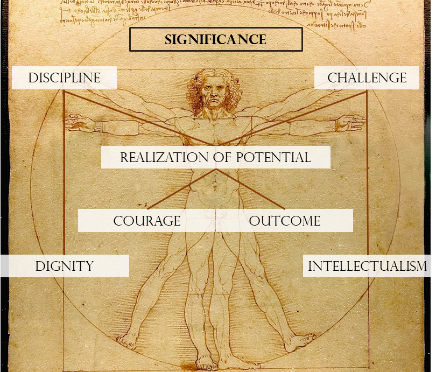 SIGNIFICANCE
DISCIPLINE
CHALLENGE
REALIZATION OF POTENTIAL
COURAGE
OUTCOME
DIGNITY
INTELLECTUALISM